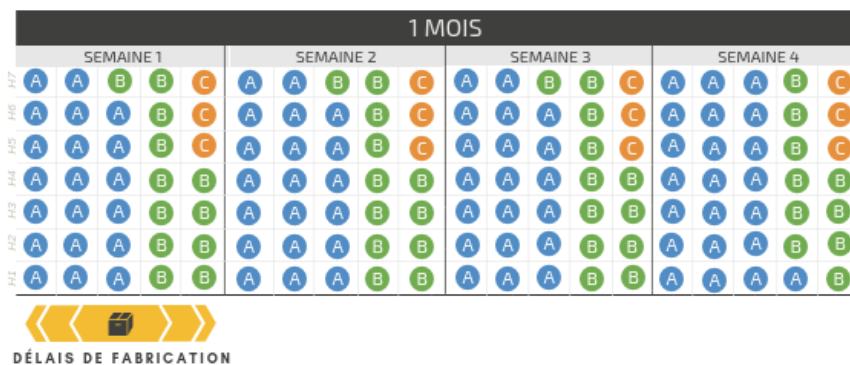 1 MOIS
SEMAINE 1 SEMAINE 2 SEMAINE 3 SEMAINE 4
H7 A A B B C A A B B C A A B B C A A A B C
H6 A A A B C A A A B C A A A B C A A A B C
H5 A A A B C A A A B C A A A B C A A A B C
H4 A A A B B A A A B B A A A B B A A A B B
H3 A A A B B A A A B B A A A B B A A A B B
H2 A A A B B A A A B B A A A B B A A A B B
H1 A A A B B A A A B B A A A B B A A A A B
DÉLAIS DE FABRICATION